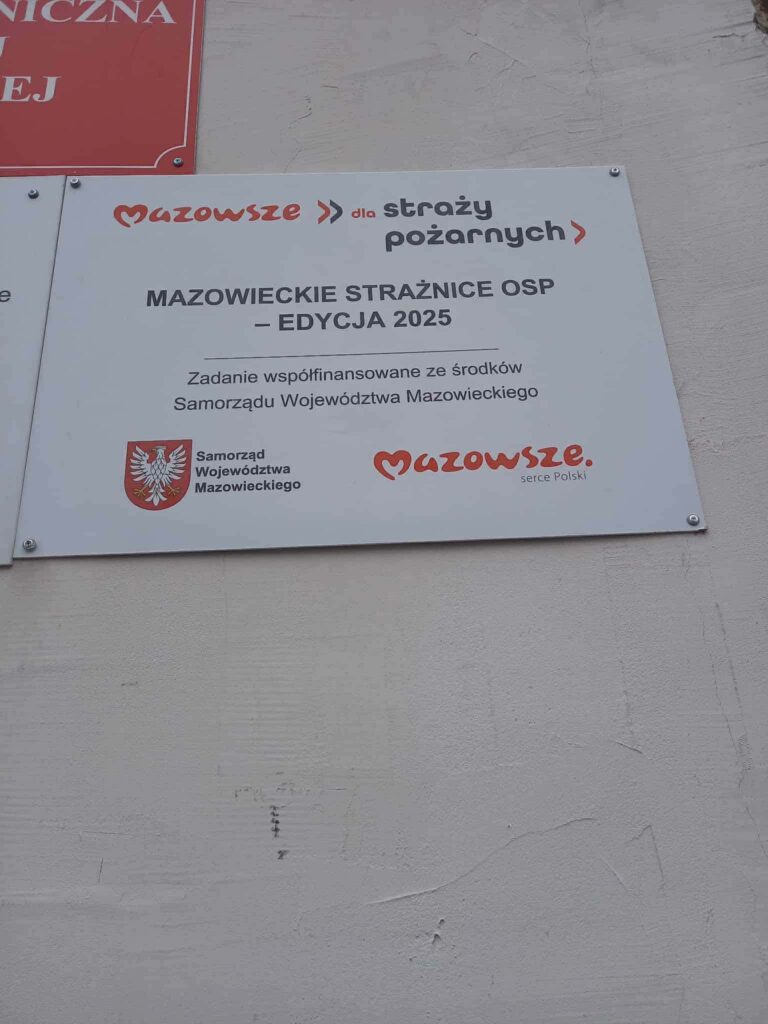 NICZNA
J
EJ
e
mazowsze dla straży
pożarnych
MAZOWIECKIE STRAŻNICE OSP
– EDYCJA 2025
Zadanie współfinansowane ze środków
Samorządu Województwa Mazowieckiego
Samorząd
Województwa
Mazowieckiego
mazowsze.
serce Polski